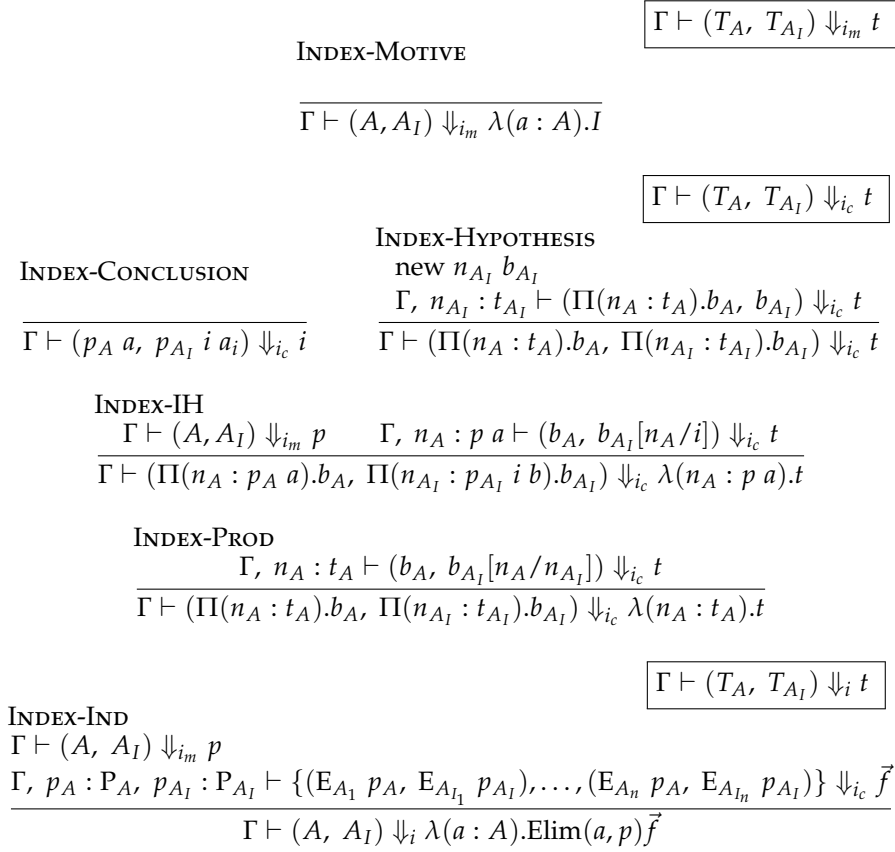 Γ ⊢ (T_A, T_{A_I}) ⇓_{i_m} t
INDEX-MOTIVE
Γ ⊢ (A, A_I) ⇓_{i_m} λ(a : A).I
Γ ⊢ (T_A, T_{A_I}) ⇓_{i_c} t
INDEX-CONCLUSION
Γ ⊢ (p_A a, p_{A_I} i a_i) ⇓_{i_c} i
INDEX-HYPOTHESIS
new n_{A_I} b_{A_I}
Γ, n_{A_I} : t_{A_I} ⊢ (Π(n_A : t_A).b_A, b_{A_I}) ⇓_{i_c} t
Γ ⊢ (Π(n_A : t_A).b_A, Π(n_{A_I} : t_{A_I}).b_{A_I}) ⇓_{i_c} t
INDEX-IH
Γ ⊢ (A, A_I) ⇓_{i_m} p Γ, n_A : p a ⊢ (b_A, b_{A_I}[n_A/i]) ⇓_{i_c} t
Γ ⊢ (Π(n_A : p_A a).b_A, Π(n_{A_I} : p_{A_I} i b).b_{A_I}) ⇓_{i_c} λ(n_A : p a).t
INDEX-PROD
Γ, n_A : t_A ⊢ (b_A, b_{A_I}[n_A/n_{A_I}]) ⇓_{i_c} t
Γ ⊢ (Π(n_A : t_A).b_A, Π(n_{A_I} : t_{A_I}).b_{A_I}) ⇓_{i_c} λ(n_A : t_A).t
Γ ⊢ (T_A, T_{A_I}) ⇓_i t
INDEX-IND
Γ ⊢ (A, A_I) ⇓_{i_m} p
Γ, p_A : P_A, p_{A_I} : P_{A_I} ⊢ {(E_{A_1} p_A, E_{A_{I_1}} p_{A_I}), . . . , (E_{A_n} p_A, E_{A_{I_n}} p_{A_I})} ⇓_{i_c} f⃗
Γ ⊢ (A, A_I) ⇓_i λ(a : A).Elim(a, p)f⃗